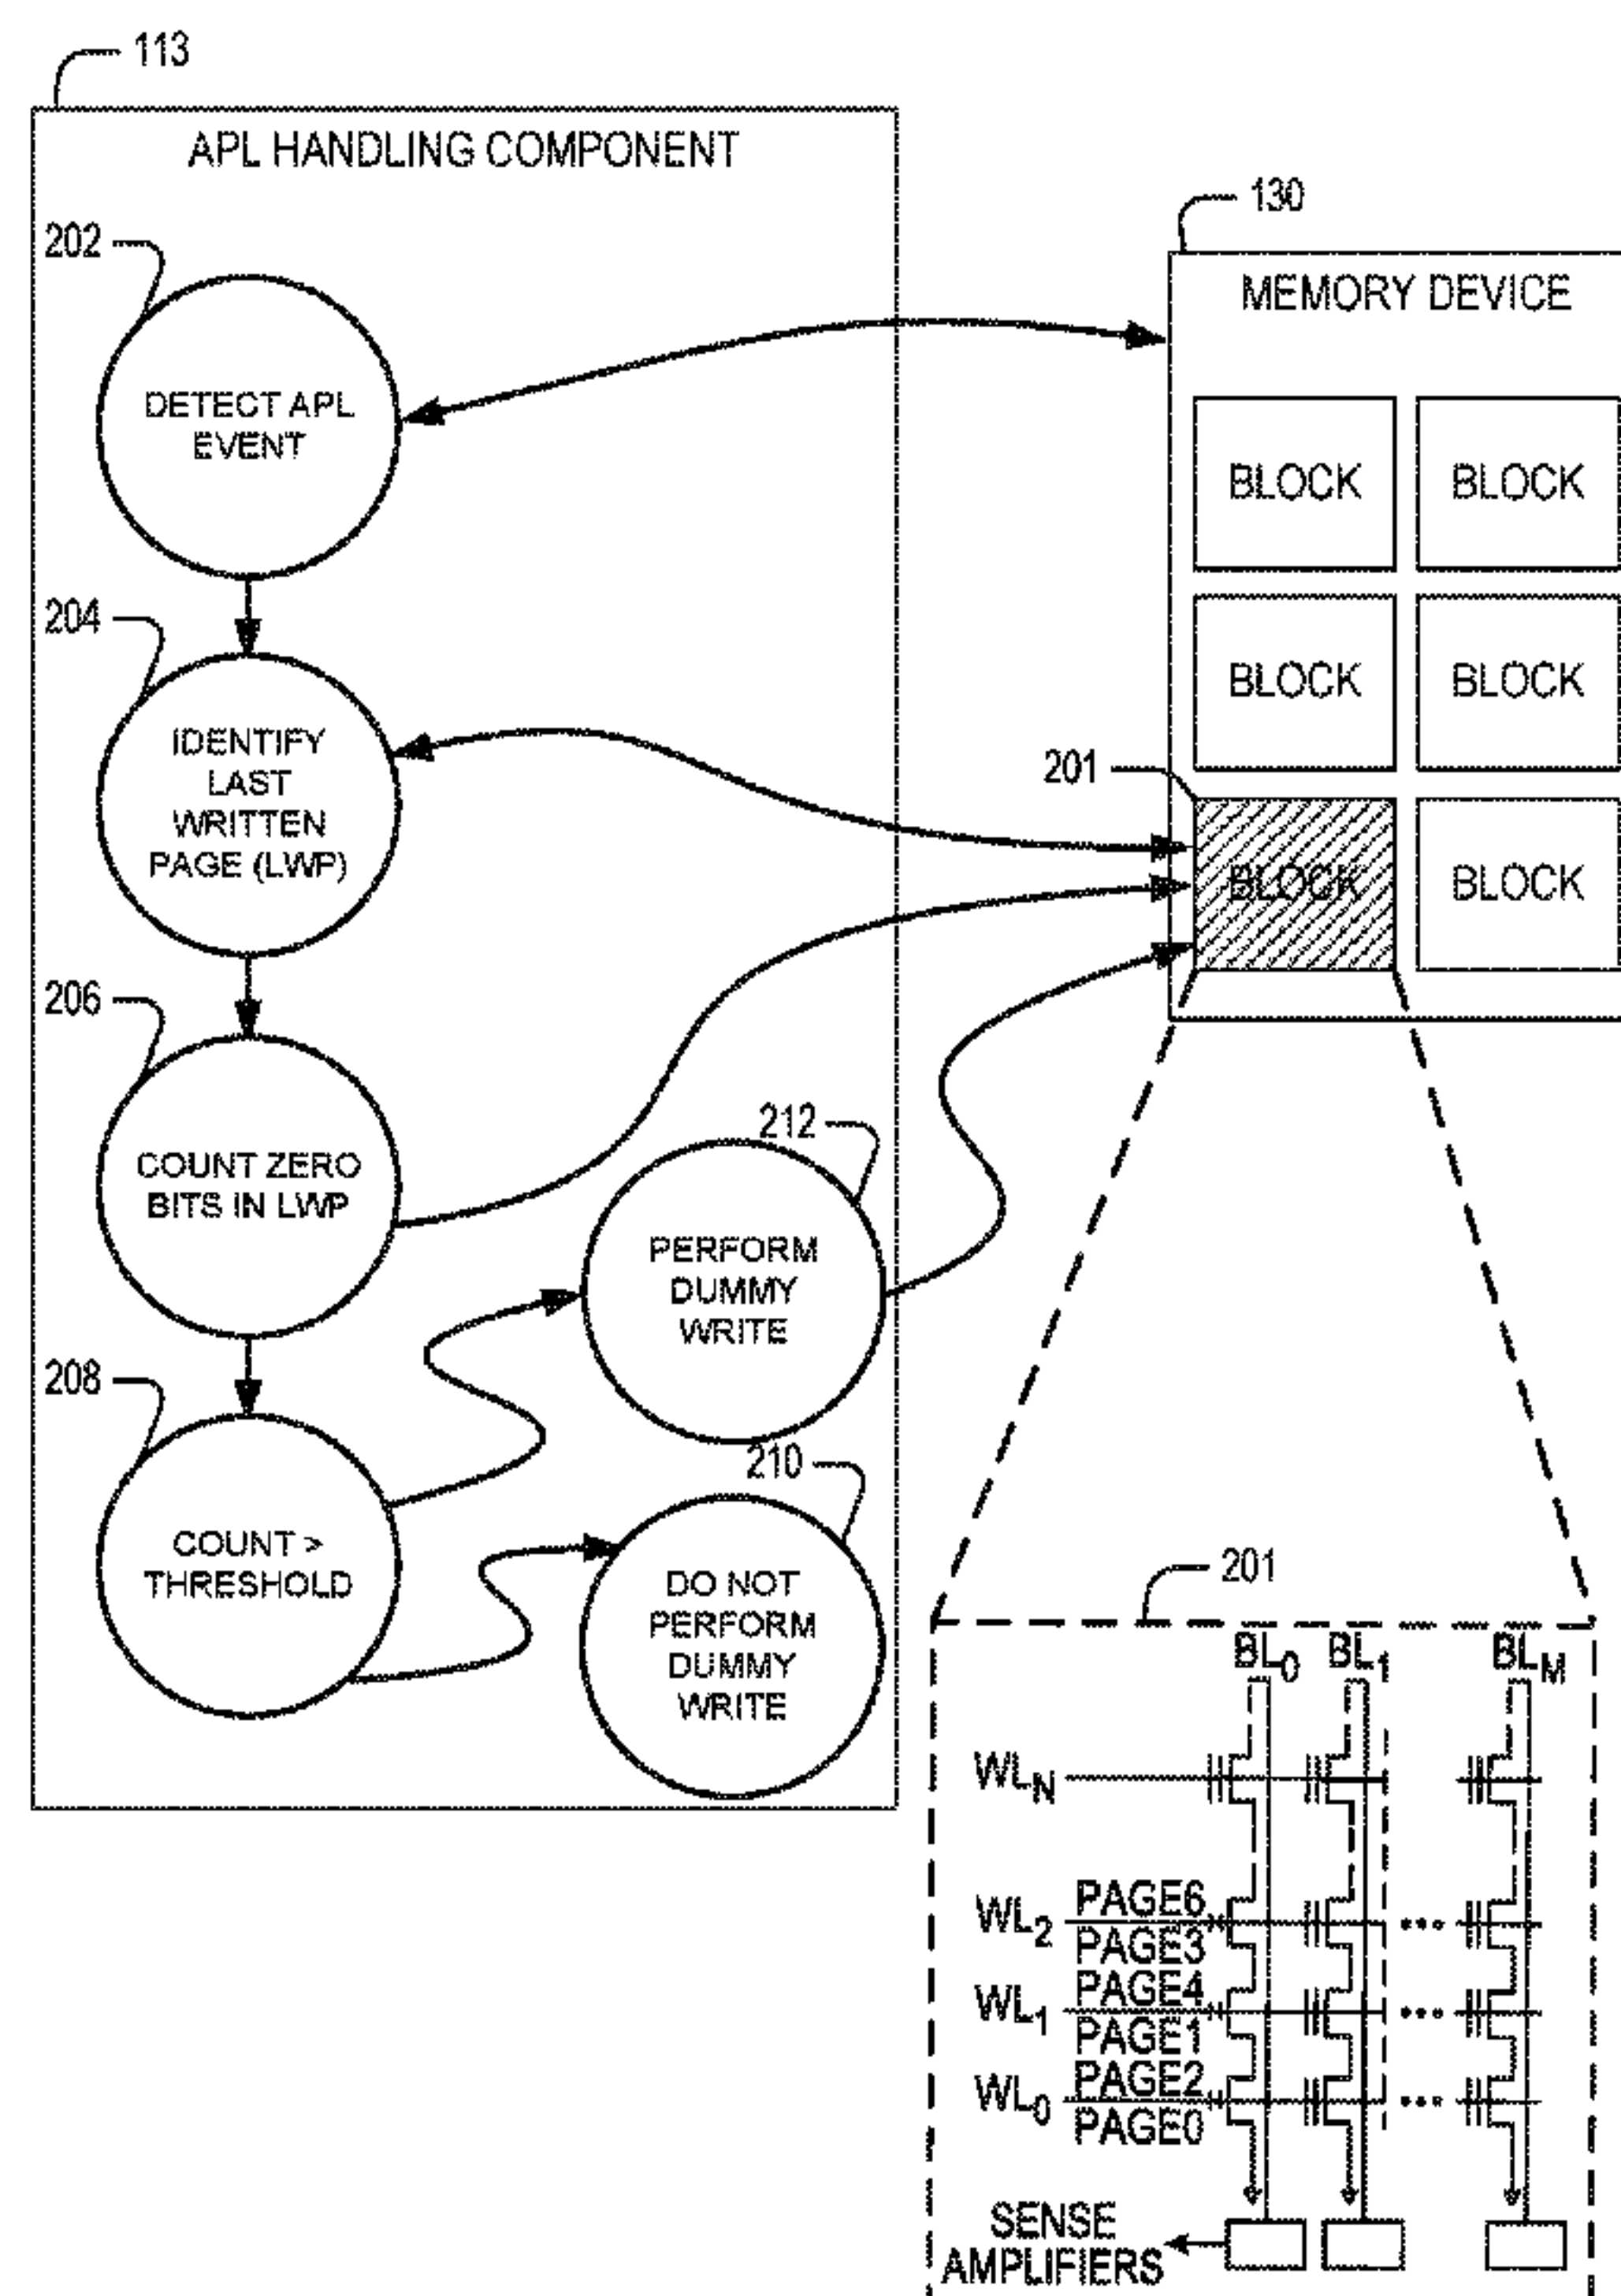 113
APL HANDLING COMPONENT
130
MEMORY DEVICE
202
DETECT APL
EVENT
BLOCK
BLOCK
204
IDENTIFY
LAST
WRITTEN
PAGE (LWP)
BLOCK
BLOCK
201
BLOCK
BLOCK
206
COUNT ZERO
BITS IN LWP
212
PERFORM
DUMMY
WRITE
208
COUNT >
THRESHOLD
210
DO NOT
PERFORM
DUMMY
WRITE
201
BL0 BL1 BLM
WLN
WL2 PAGE6
PAGE3
•••
WL1 PAGE4
PAGE1
•••
WL0 PAGE2
PAGE0
•••
SENSE
AMPLIFIERS